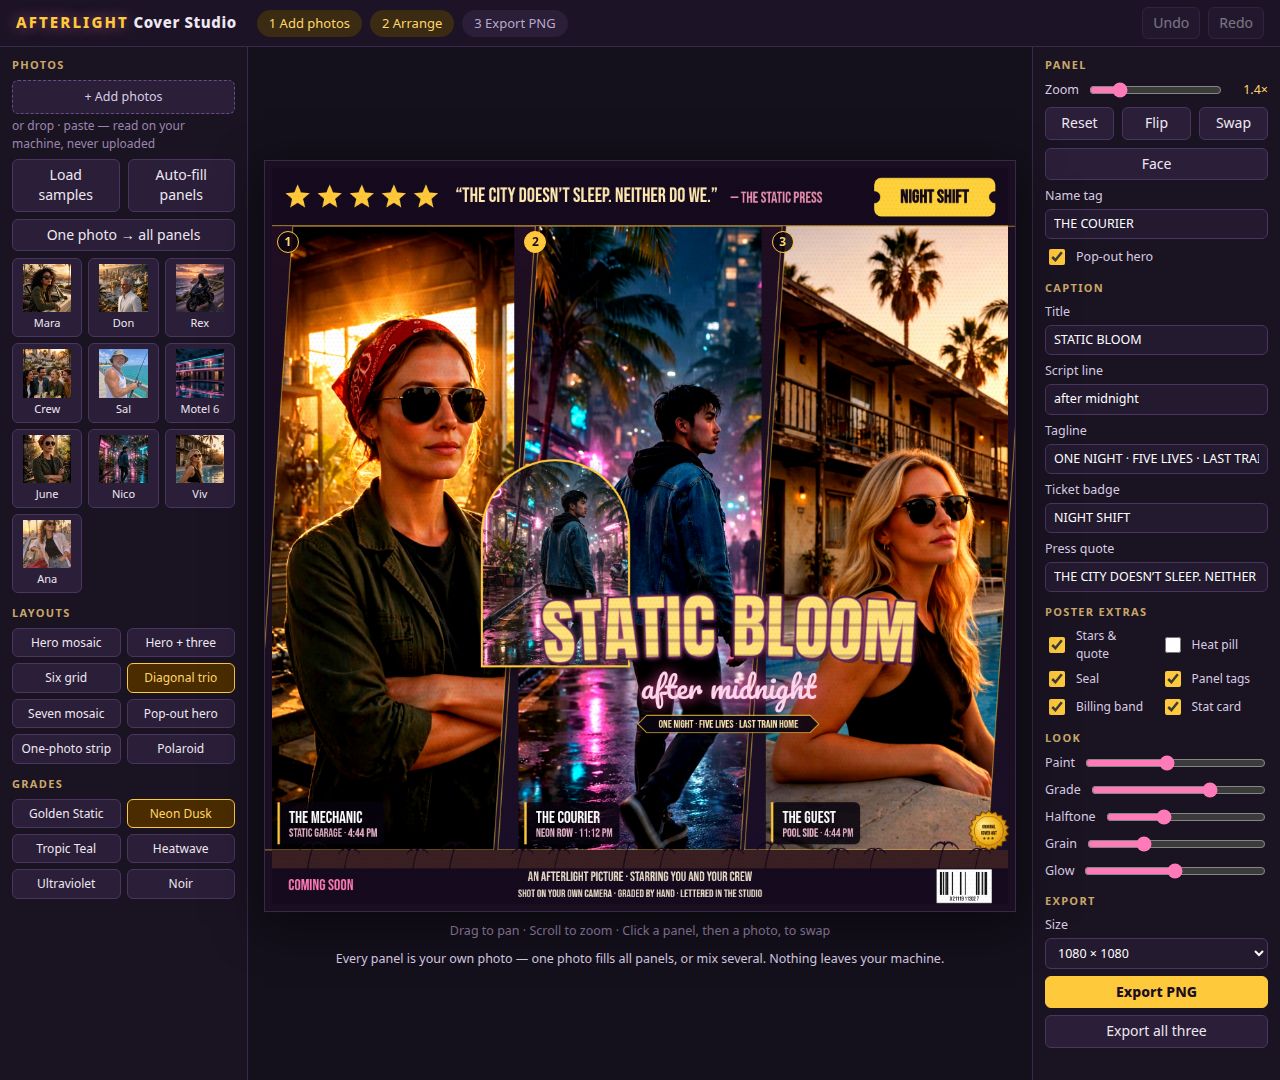 AFTERLIGHT Cover Studio
1 Add photos
2 Arrange
3 Export PNG
Undo
Redo
PHOTOS
+ Add photos
or drop · paste — read on your
machine, never uploaded
Load
samples
Auto-fill
panels
One photo → all panels
Mara
Don
Rex
Crew
Sal
Motel 6
June
Nico
Viv
Ana
LAYOUTS
Hero mosaic
Hero + three
Six grid
Diagonal trio
Seven mosaic
Pop-out hero
One-photo strip
Polaroid
GRADES
Golden Static
Neon Dusk
Tropic Teal
Heatwave
Ultraviolet
Noir
“THE CITY DOESN’T SLEEP. NEITHER DO WE.”
— THE STATIC PRESS
NIGHT SHIFT
1
2
3
STATIC BLOOM
after midnight
ONE NIGHT · FIVE LIVES · LAST TRAIN HOME
THE MECHANIC
STATIC GARAGE · 4:44 PM
THE COURIER
NEON ROW · 11:12 PM
THE GUEST
POOL SIDE · 4:44 PM
COMING SOON
AN AFTERLIGHT PICTURE · STARRING YOU AND YOUR CREW
SHOT ON YOUR OWN CAMERA · GRADED BY HAND · LETTERED IN THE STUDIO
Drag to pan · Scroll to zoom · Click a panel, then a photo, to swap
Every panel is your own photo — one photo fills all panels, or mix several. Nothing leaves your machine.
PANEL
Zoom
1.4×
Reset
Flip
Swap
Face
Name tag
THE COURIER
Pop-out hero
CAPTION
Title
STATIC BLOOM
Script line
after midnight
Tagline
ONE NIGHT · FIVE LIVES · LAST TRAI
Ticket badge
NIGHT SHIFT
Press quote
THE CITY DOESN’T SLEEP. NEITHER
POSTER EXTRAS
Stars &
quote
Heat pill
Seal
Panel tags
Billing band
Stat card
LOOK
Paint
Grade
Halftone
Grain
Glow
EXPORT
Size
1080 × 1080
Export PNG
Export all three